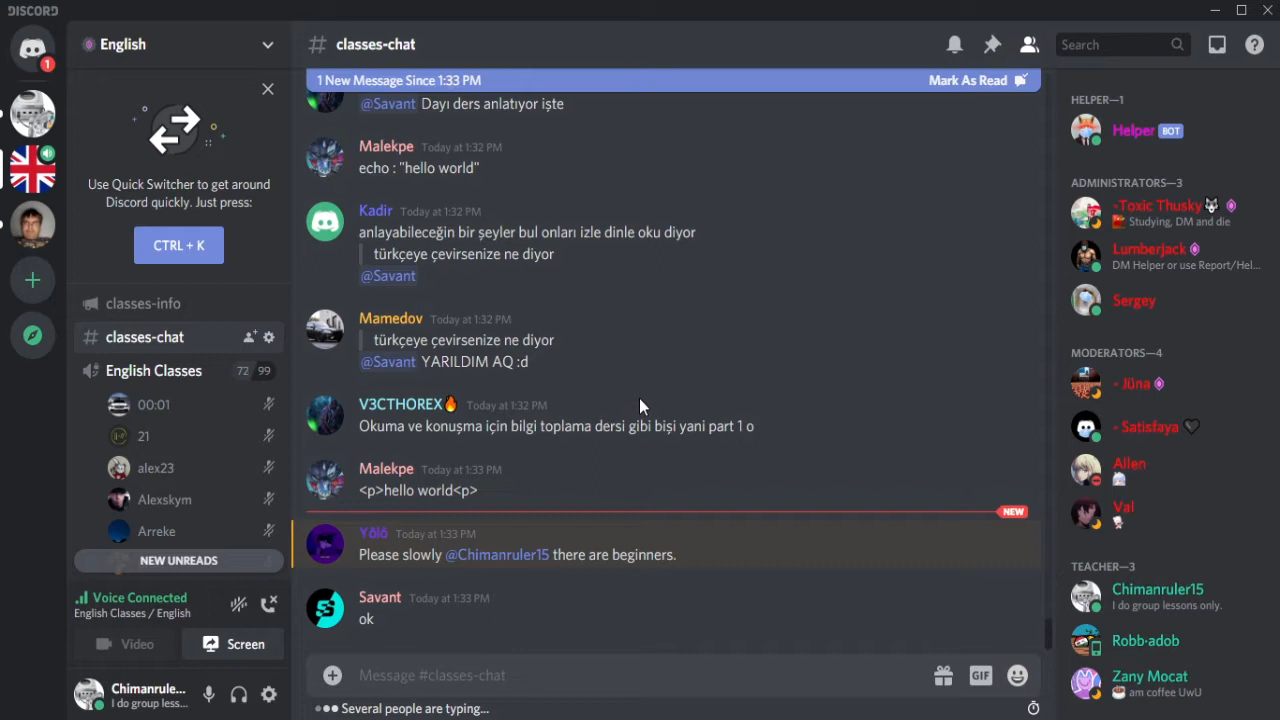 DISCORD
English
classes-chat
Search
1
1 New Message Since 1:33 PM
Mark As Read
@Savant Dayı ders anlatıyor işte
Malekpe Today at 1:32 PM
echo : "hello world"
Kadir Today at 1:32 PM
anlayabileceğin bir şeyler bul onları izle dinle oku diyor
türkçeye çevirsenize ne diyor
@Savant
Mamedov Today at 1:32 PM
türkçeye çevirsenize ne diyor
@Savant YARILDIM AQ :d
V3CTHOREX🔥 Today at 1:32 PM
Okuma ve konuşma için bilgi toplama dersi gibi bişi yani part 1 o
Malekpe Today at 1:33 PM
<p>hello world<p>
NEW
Yôlô Today at 1:33 PM
Please slowly @Chimanruler15 there are beginners.
Savant Today at 1:33 PM
ok
Message #classes-chat
GIF
Several people are typing...
Use Quick Switcher to get around
Discord quickly. Just press:
CTRL + K
classes-info
classes-chat
English Classes 72 99
00:01
21
alex23
Alexskym
Arreke
NEW UNREADS
Voice Connected
English Classes / English
Video
Screen
Chimanrule...
I do group less...
HELPER—1
Helper BOT
ADMINISTRATORS—3
-Toxic Thusky
Studying, DM and die
Lumberjack
DM Helper or use Report/Hel...
Sergey
MODERATORS—4
- Jüna
- Satisfaya
Allen
Val
TEACHER—3
Chimanruler15
I do group lessons only.
Robb-adob
Zany Mocat
am coffee UwU